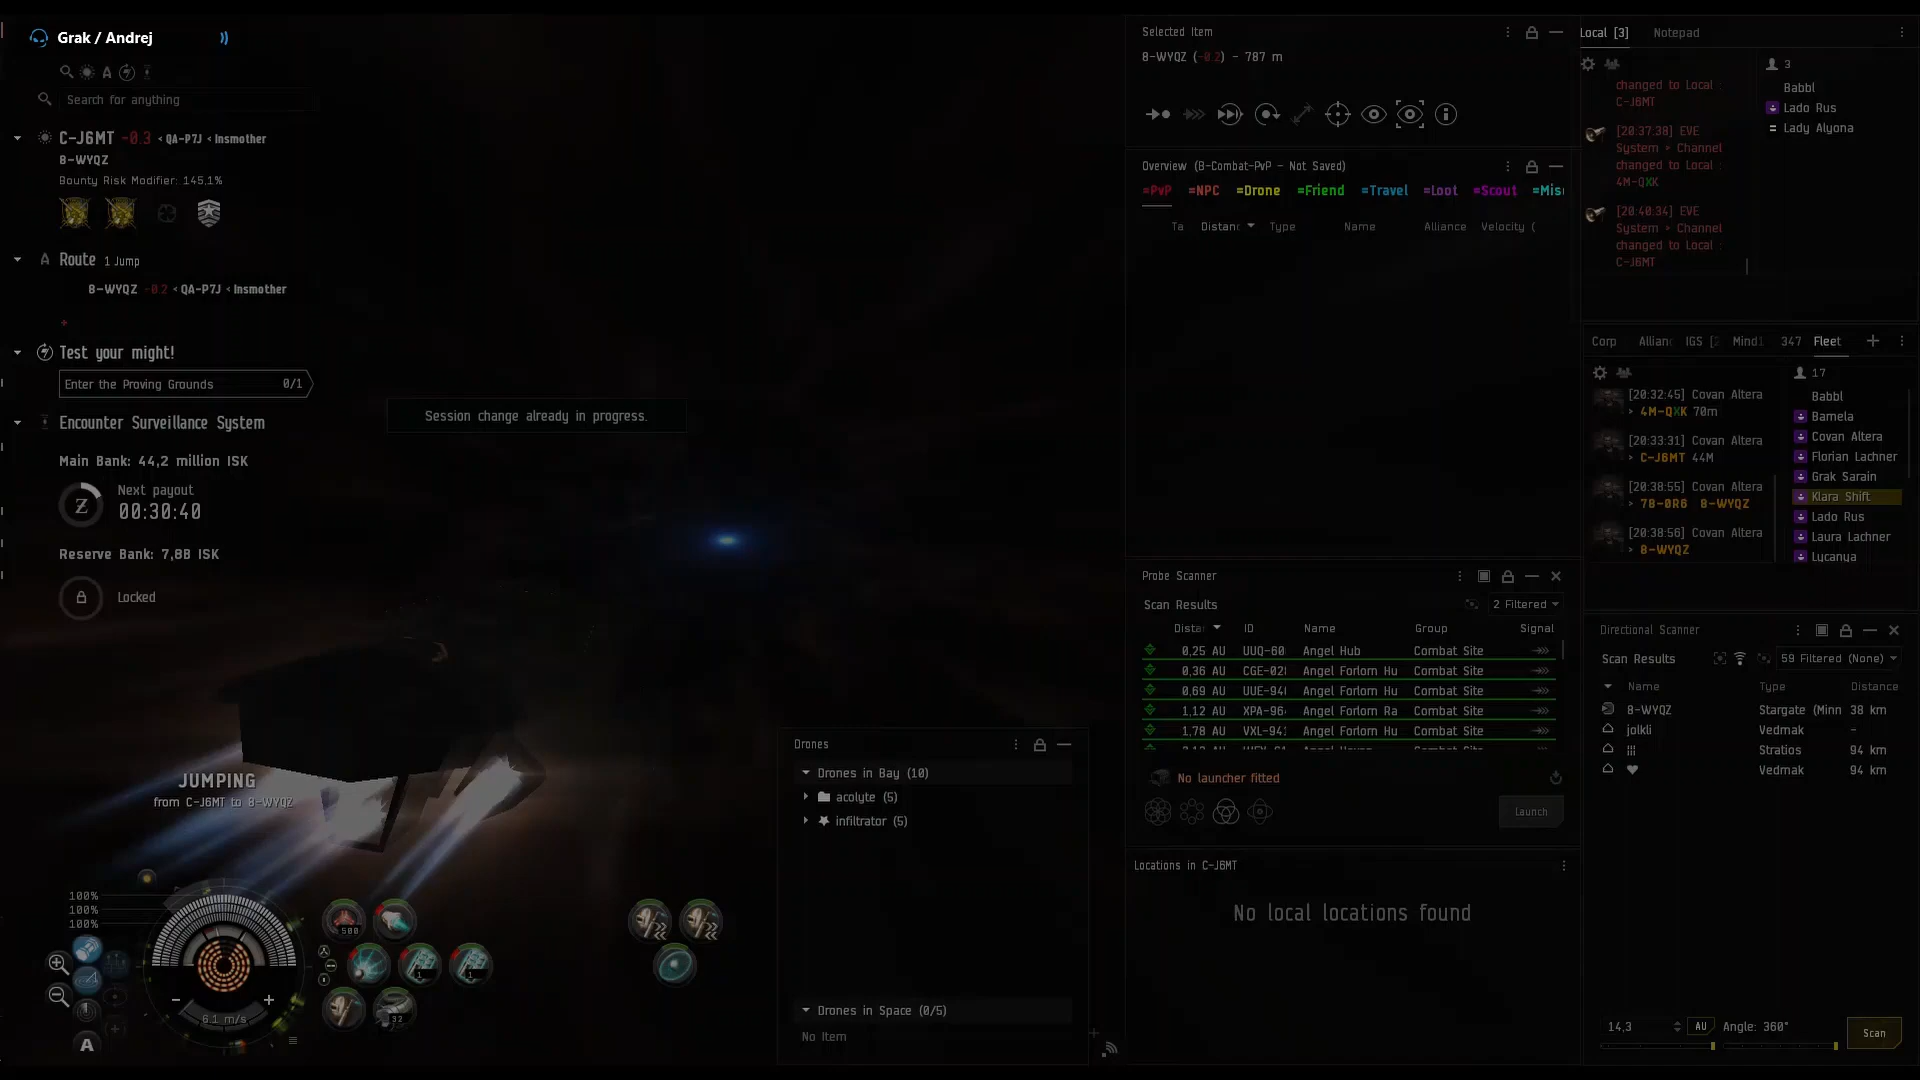 Grak / Andrej
Search for anything
C-J6MT -0.3 < QA-P7J < Insmother
8-WYQZ
Bounty Risk Modifier: 145,1%
A Route 1 Jump
8-WYQZ -0.2 < QA-P7J < Insmother
Test your might!
Enter the Proving Grounds 0/1
Encounter Surveillance System
Main Bank: 44,2 million ISK
Next payout
00:30:40
Reserve Bank: 7,8B ISK
Locked
Session change already in progress.
JUMPING
from C-J6MT to 8-WYQZ
100%
100%
100%
500
1
1
32
6.1 m/s
A
Drones
Drones in Bay (10)
acolyte (5)
infiltrator (5)
Drones in Space (0/5)
No Item
Selected Item
8-WYQZ (-0.2) - 787 m
Overview (B-Combat-PvP - Not Saved)
=PvP =NPC =Drone =Friend =Travel =Loot =Scout =Misc
Ta Distanc Type Name Alliance Velocity (
Probe Scanner
Scan Results 2 Filtered
Dista ID Name Group Signal
0,25 AU UUQ-60 Angel Hub Combat Site
0,36 AU CGE-028 Angel Forlorn Hu Combat Site
0,69 AU UUE-948 Angel Forlorn Hu Combat Site
1,12 AU XPA-964 Angel Forlorn Ra Combat Site
1,78 AU VXL-943 Angel Forlorn Hu Combat Site
No launcher fitted
Launch
Locations in C-J6MT
No local locations found
Local [3] Notepad
3
changed to Local :
C-J6MT
[20:37:38] EVE
System > Channel
changed to Local :
4M-QXK
[20:40:34] EVE
System > Channel
changed to Local :
C-J6MT
Babbl
Lado Rus
Lady Alyona
Corp Allianc IGS [ Mind1 347 Fleet
17
[20:32:45] Covan Altera
> 4M-QXK 70m
[20:33:31] Covan Altera
> C-J6MT 44M
[20:38:55] Covan Altera
> 7B-0R6 8-WYQZ
[20:38:56] Covan Altera
> 8-WYQZ
Babbl
Bamela
Covan Altera
Florian Lachner
Grak Sarain
Klara Shift
Lado Rus
Laura Lachner
Lycanya
Directional Scanner
Scan Results 59 Filtered (None)
Name Type Distance
8-WYQZ Stargate (Minn 38 km
jolkli Vedmak -
¦¦¦ Stratios 94 km
♥ Vedmak 94 km
14,3 AU Angle: 360° Scan